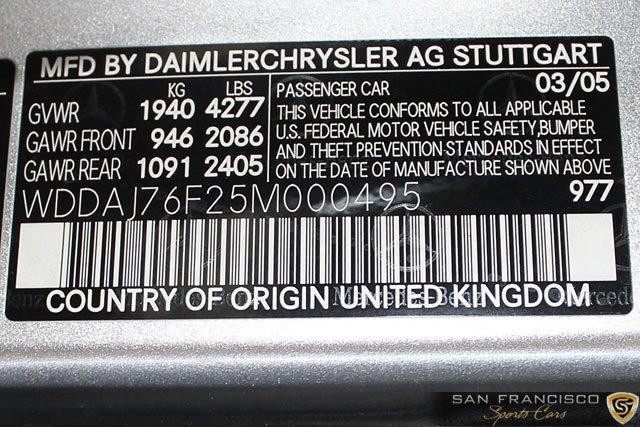 MFD BY DAIMLERCHRYSLER AG STUTTGART
KG LBS
GVWR 1940 4277
GAWR FRONT 946 2086
GAWR REAR 1091 2405
PASSENGER CAR 03/05
THIS VEHICLE CONFORMS TO ALL APPLICABLE
U.S. FEDERAL MOTOR VEHICLE SAFETY,BUMPER
AND THEFT PREVENTION STANDARDS IN EFFECT
ON THE DATE OF MANUFACTURE SHOWN ABOVE
WDDAJ76F25M000495 977
COUNTRY OF ORIGIN UNITED KINGDOM
Mercedes-Benz
SAN FRANCISCO
Sports Cars